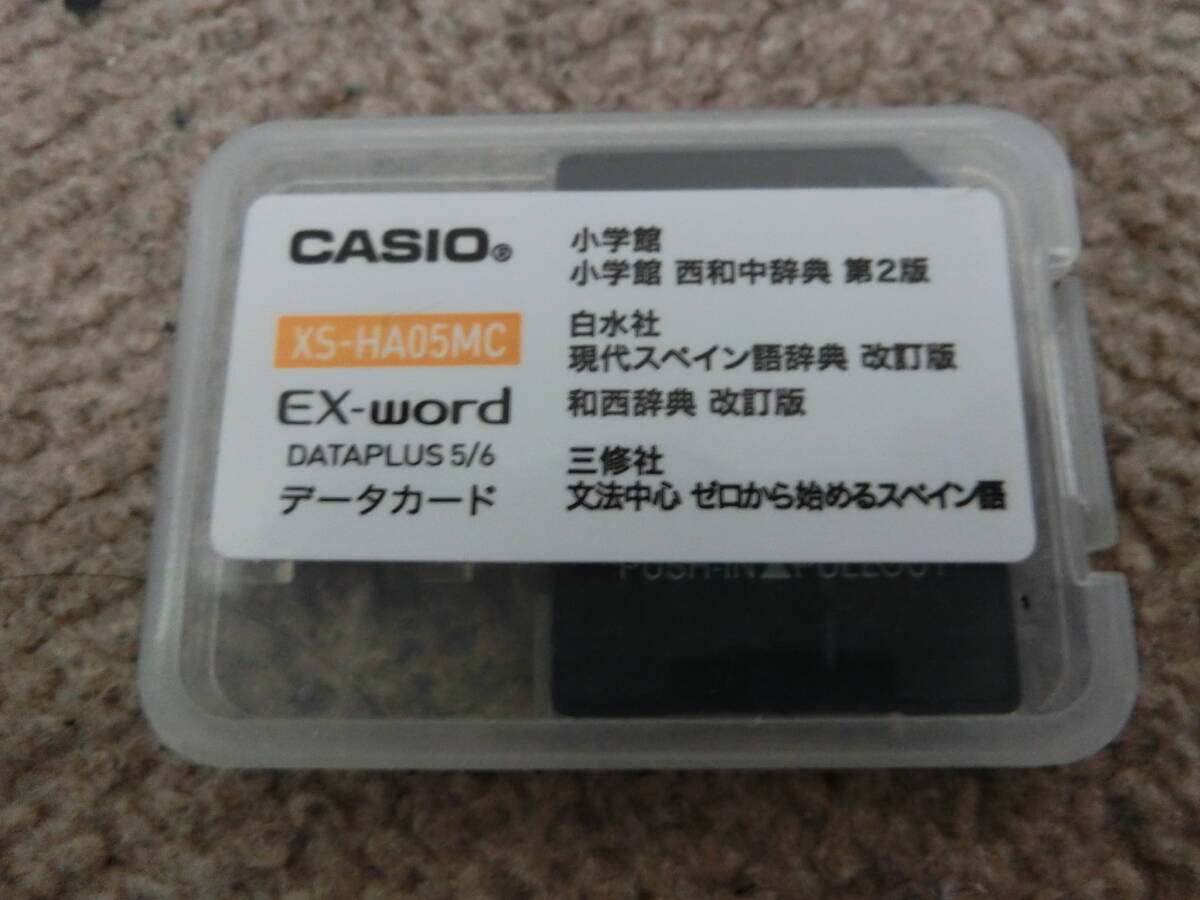 CASIO®
XS-HA05MC
EX-word
DATAPLUS 5/6
データカード
小学館
小学館 西和中辞典 第2版
白水社
現代スペイン語辞典 改訂版
和西辞典 改訂版
三修社
文法中心 ゼロから始めるスペイン語
PUSH-IN▲PULLOUT